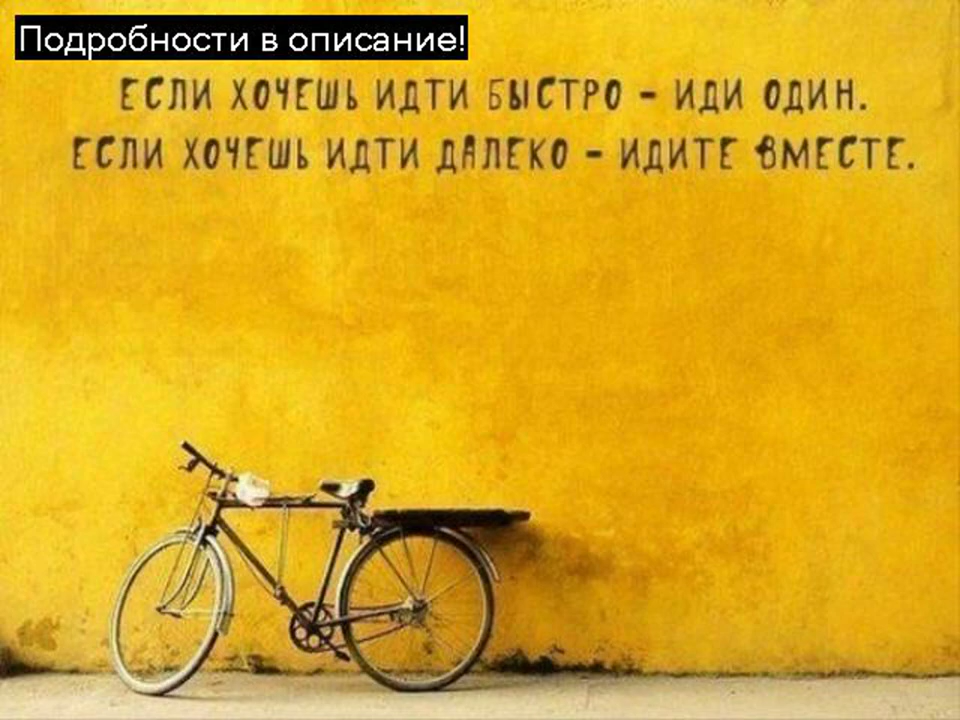 Подробности в описание!
ЕСЛИ ХОЧЕШЬ ИДТИ БЫСТРО - ИДИ ОДИН.
ЕСЛИ ХОЧЕШЬ ИДТИ ДАЛЕКО - ИДИТЕ ВМЕСТЕ.